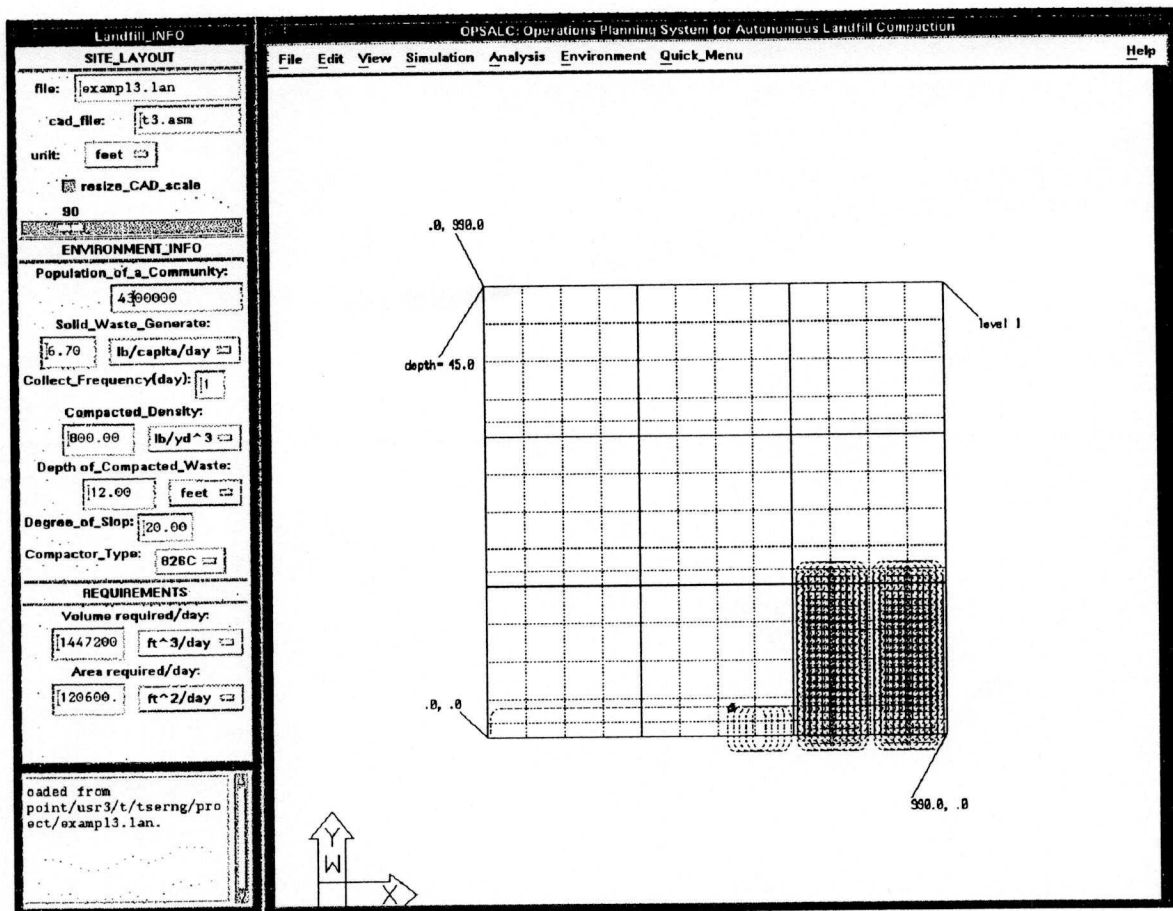 Landfill_INFO
SITE_LAYOUT
file: examp13.lan
cad_file: t3.asm
unit: feet
resize_CAD_scale
90
ENVIRONMENT_INFO
Population_of_a_Community:
4300000
Solid_Waste_Generate:
6.70 lb/capita/day
Collect_Frequency(day): 1
Compacted_Density:
800.00 lb/yd^3
Depth of_Compacted_Waste:
12.00 feet
Degree_of_Slop: 20.00
Compactor_Type: 826C
REQUIREMENTS
Volume required/day:
1447200 ft^3/day
Area required/day:
120600. ft^2/day
oaded from
point/usr3/t/tserng/pro
ect/examp13.lan.
OPSALC: Operations Planning System for Autonomous Landfill Compaction
File Edit View Simulation Analysis Environment Quick_Menu Help
.0, 990.0
level 1
depth= 45.0
.0, .0
990.0, .0
Y
W
X